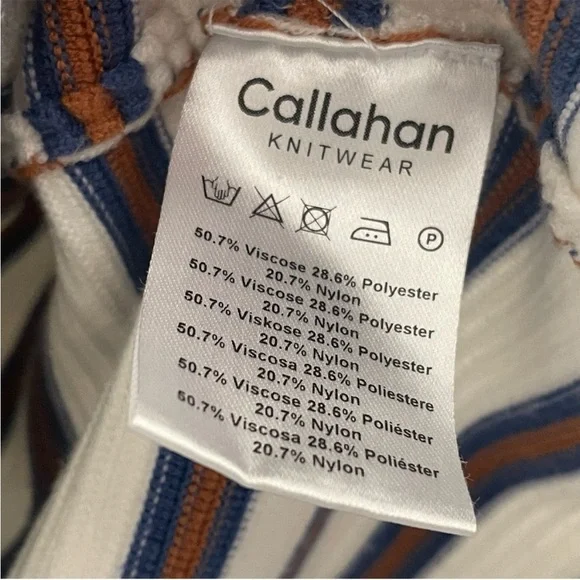 Callahan
KNITWEAR
P
50.7% Viscose 28.6% Polyester
20.7% Nylon
50.7% Viscose 28.6% Polyester
20.7% Nylon
50.7% Viskose 28.6% Polyester
20.7% Nylon
50.7% Viscosa 28.6% Poliestere
20.7% Nylon
50.7% Viscose 28.6% Poliéster
20.7% Nylon
50.7% Viscosa 28.6% Poliéster
20.7% Nylon